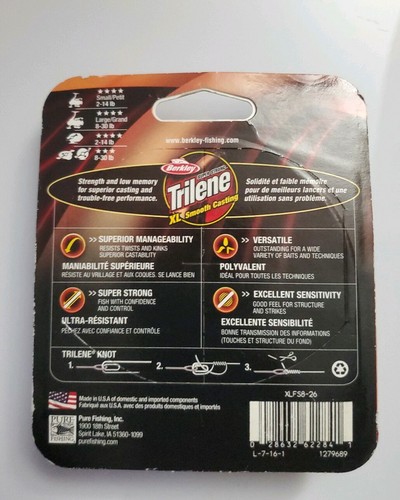 ★★★★
Small/Petit
2-14 lb
★★★★
Large/Grand
8-30 lb
★★★★
2-14 lb
★★★★
8-30 lb
www.berkley-fishing.com
Berkley
Trilene
XL Smooth Casting
Strength and low memory
for superior casting and
trouble-free performance.
Solidité et faible mémoire
pour de meilleurs lancers et une
utilisation sans problème.
>> SUPERIOR MANAGEABILITY
RESISTS TWISTS AND KINKS
SUPERIOR CASTABILITY
MANIABILITÉ SUPÉRIEURE
RÉSISTE AU VRILLAGE ET AUX COQUES. SE LANCE BIEN
>> VERSATILE
OUTSTANDING FOR A WIDE
VARIETY OF BAITS AND TECHNIQUES
POLYVALENT
IDÉAL POUR TOUTES LES TECHNIQUES
>> SUPER STRONG
FISH WITH CONFIDENCE
AND CONTROL
ULTRA-RÉSISTANT
PÊCHEZ AVEC CONFIANCE ET CONTRÔLE
>> EXCELLENT SENSITIVITY
GOOD FEEL FOR STRUCTURE
AND STRIKES
EXCELLENTE SENSIBILITÉ
BONNE TRANSMISSION DES INFORMATIONS
(TOUCHES ET STRUCTURE DU FOND)
TRILENE® KNOT
1. 2. 3.
Made in U.S.A. of domestic and imported components
Fabriqué aux U.S.A. avec des produits domestiques et importés
PURE
FISHING
Pure Fishing, Inc.
1900 18th Street
Spirit Lake, IA 51360-1099
purefishing.com
XLFS8-26
0 28632 62284 1
L-7-16-1 1279689